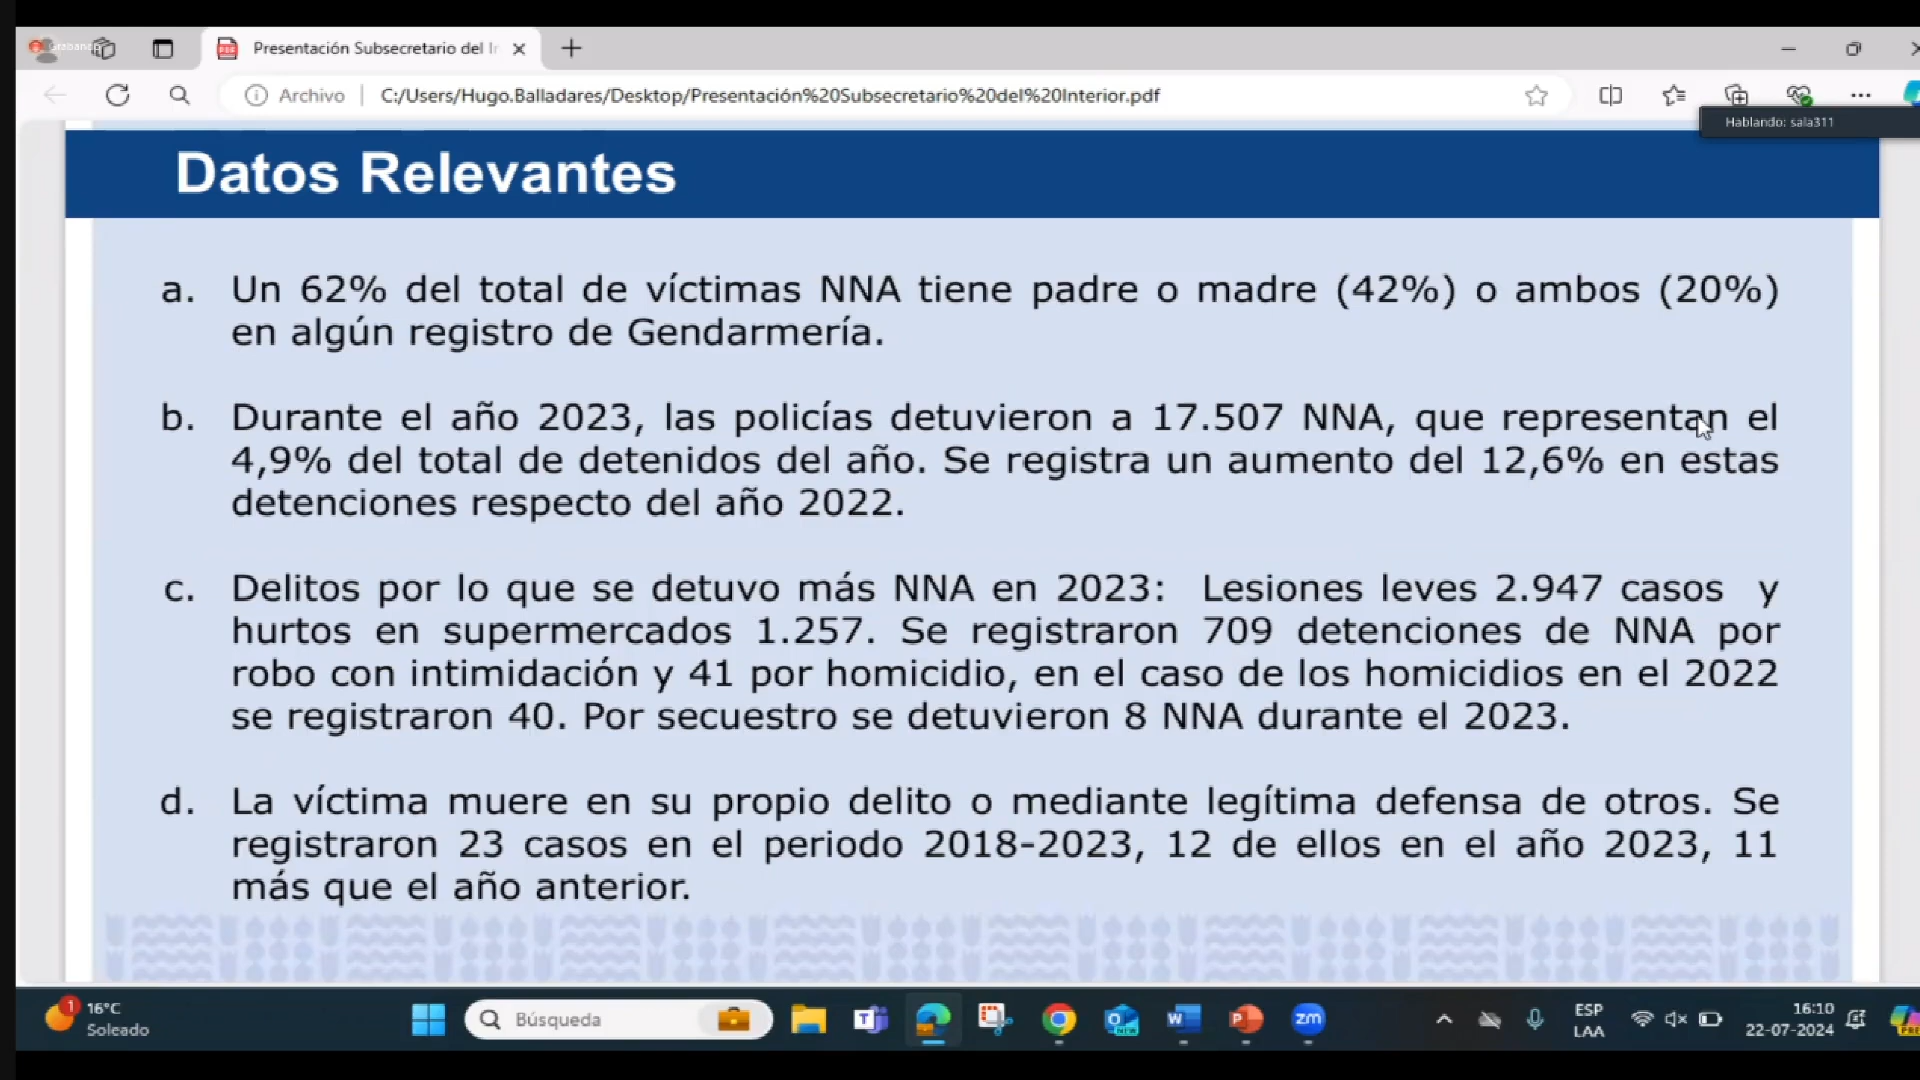 Grabando
Presentación Subsecretario del In
Archivo
C:/Users/Hugo.Balladares/Desktop/Presentación%20Subsecretario%20del%20Interior.pdf
Hablando: sala311
Datos Relevantes
a. Un 62% del total de víctimas NNA tiene padre o madre (42%) o ambos (20%)
en algún registro de Gendarmería.
b. Durante el año 2023, las policías detuvieron a 17.507 NNA, que representan el
4,9% del total de detenidos del año. Se registra un aumento del 12,6% en estas
detenciones respecto del año 2022.
c. Delitos por lo que se detuvo más NNA en 2023: Lesiones leves 2.947 casos y
hurtos en supermercados 1.257. Se registraron 709 detenciones de NNA por
robo con intimidación y 41 por homicidio, en el caso de los homicidios en el 2022
se registraron 40. Por secuestro se detuvieron 8 NNA durante el 2023.
d. La víctima muere en su propio delito o mediante legítima defensa de otros. Se
registraron 23 casos en el periodo 2018-2023, 12 de ellos en el año 2023, 11
más que el año anterior.
1
16°C
Soleado
Búsqueda
zm
ESP
LAA
16:10
22-07-2024
PRE